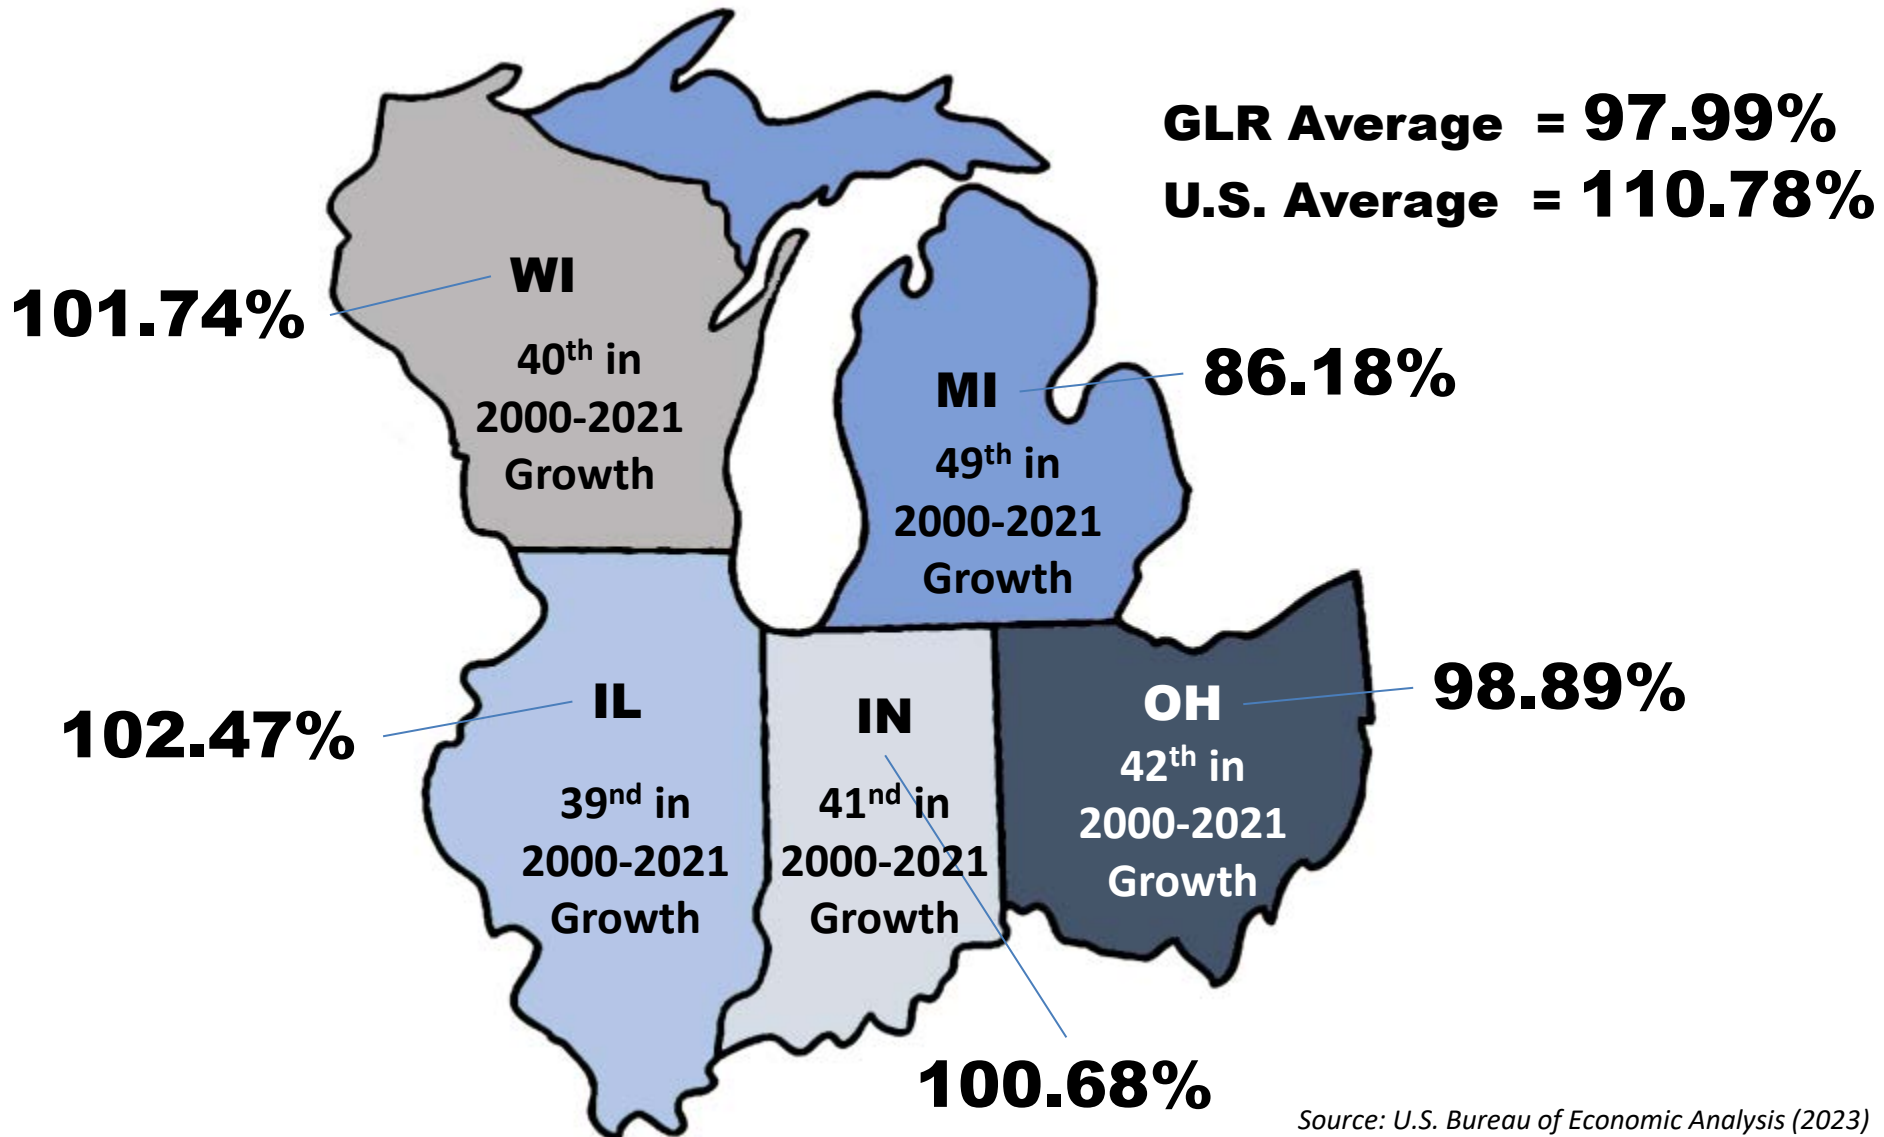 GLR Average = 97.99%
U.S. Average = 110.78%
WI
101.74%
40th in
2000-2021
Growth
MI
86.18%
49th in
2000-2021
Growth
IL
102.47%
39nd in
2000-2021
Growth
IN
41nd in
2000-2021
Growth
100.68%
OH
98.89%
42th in
2000-2021
Growth
Source: U.S. Bureau of Economic Analysis (2023)